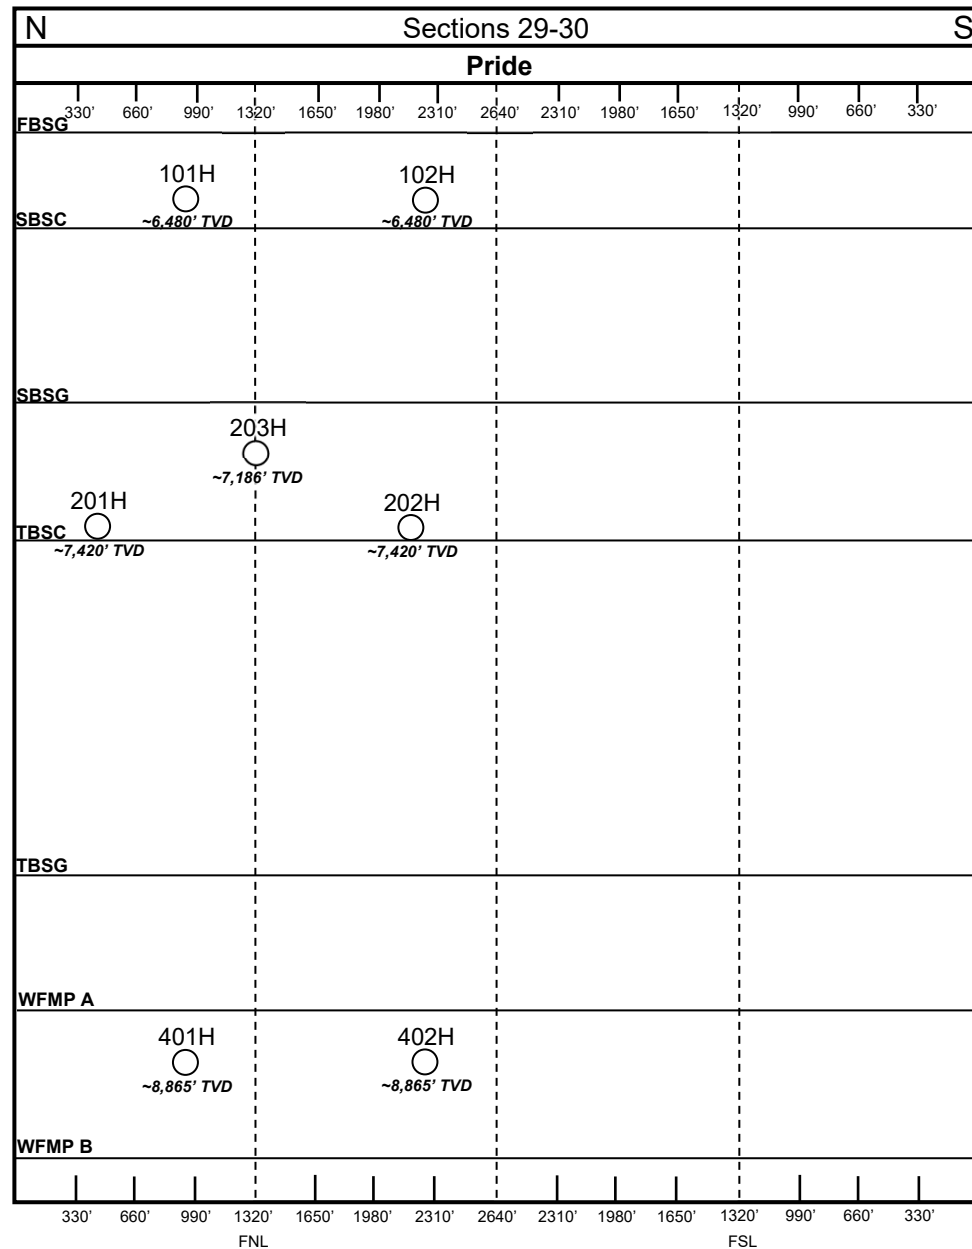 N Sections 29-30 S
Pride
330’ 660’ 990’ 1320’ 1650’ 1980’ 2310’ 2640’ 2310’ 1980’ 1650’ 1320’ 990’ 660’ 330’
FBSG
101H 102H
~6,480’ TVD ~6,480’ TVD
SBSC
SBSG
203H
~7,186’ TVD
201H 202H
TBSC
~7,420’ TVD ~7,420’ TVD
TBSG
WFMP A
401H 402H
~8,865’ TVD ~8,865’ TVD
WFMP B
330’ 660’ 990’ 1320’ 1650’ 1980’ 2310’ 2640’ 2310’ 1980’ 1650’ 1320’ 990’ 660’ 330’
FNL FSL